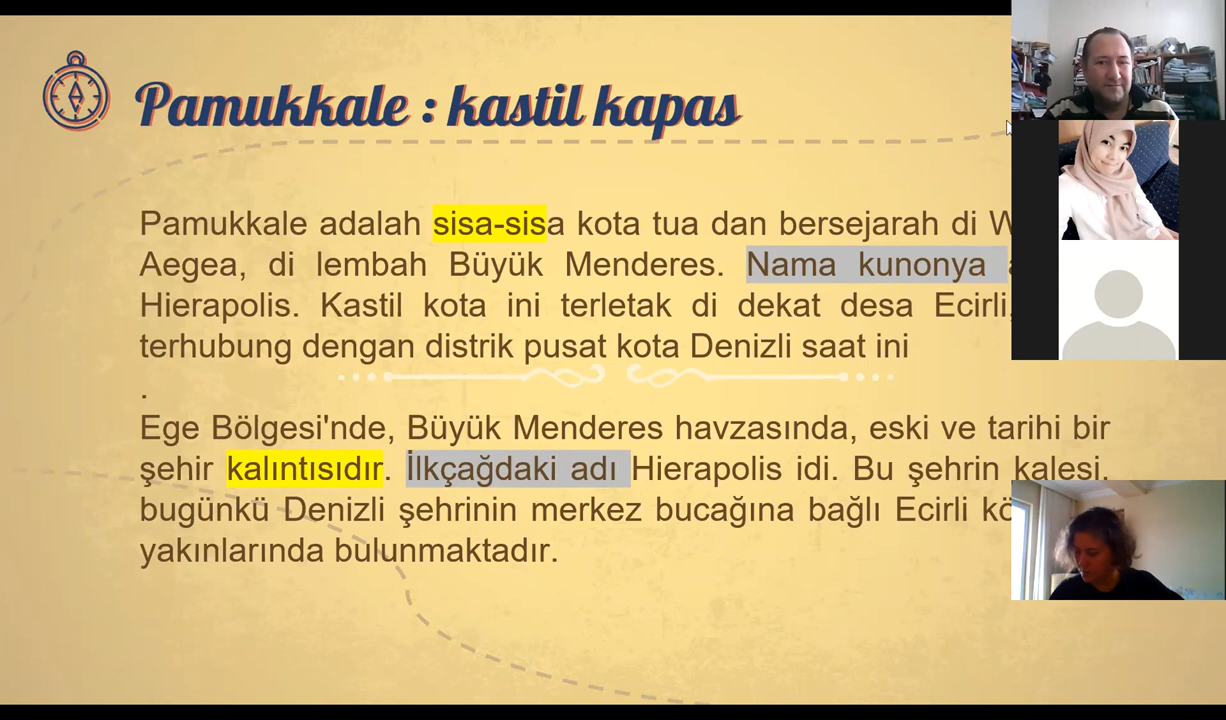 Pamukkale : kastil kapas
Pamukkale adalah sisa-sisa kota tua dan bersejarah di
Aegea, di lembah Büyük Menderes. Nama kunonya
Hierapolis. Kastil kota ini terletak di dekat desa Ecirli,
terhubung dengan distrik pusat kota Denizli saat ini
.
Ege Bölgesi'nde, Büyük Menderes havzasında, eski ve tarihi bir
şehir kalıntısıdır. İlkçağdaki adı Hierapolis idi. Bu şehrin kalesi,
bugünkü Denizli şehrinin merkez bucağına bağlı Ecirli
yakınlarında bulunmaktadır.